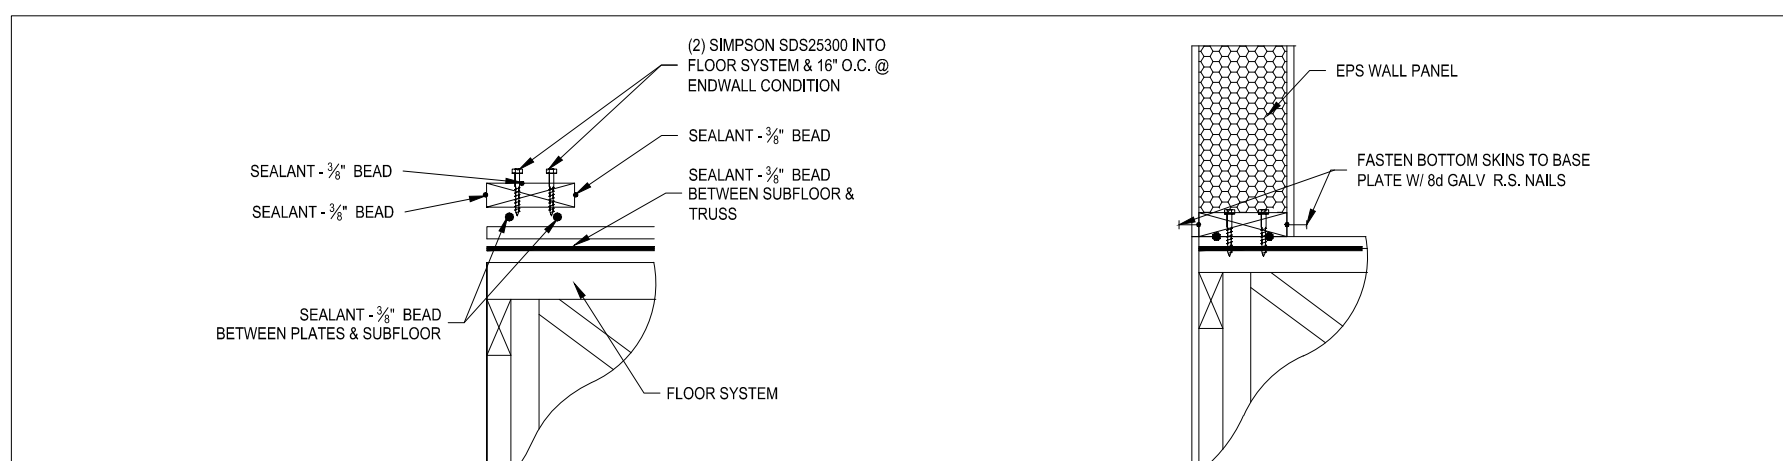 (2) SIMPSON SDS25300 INTO
FLOOR SYSTEM & 16" O.C. @
ENDWALL CONDITION
SEALANT - ⅜" BEAD
SEALANT - ⅜" BEAD
SEALANT - ⅜" BEAD
BETWEEN SUBFLOOR &
TRUSS
SEALANT - ⅜" BEAD
SEALANT - ⅜" BEAD
BETWEEN PLATES & SUBFLOOR
FLOOR SYSTEM
EPS WALL PANEL
FASTEN BOTTOM SKINS TO BASE
PLATE W/ 8d GALV R.S. NAILS